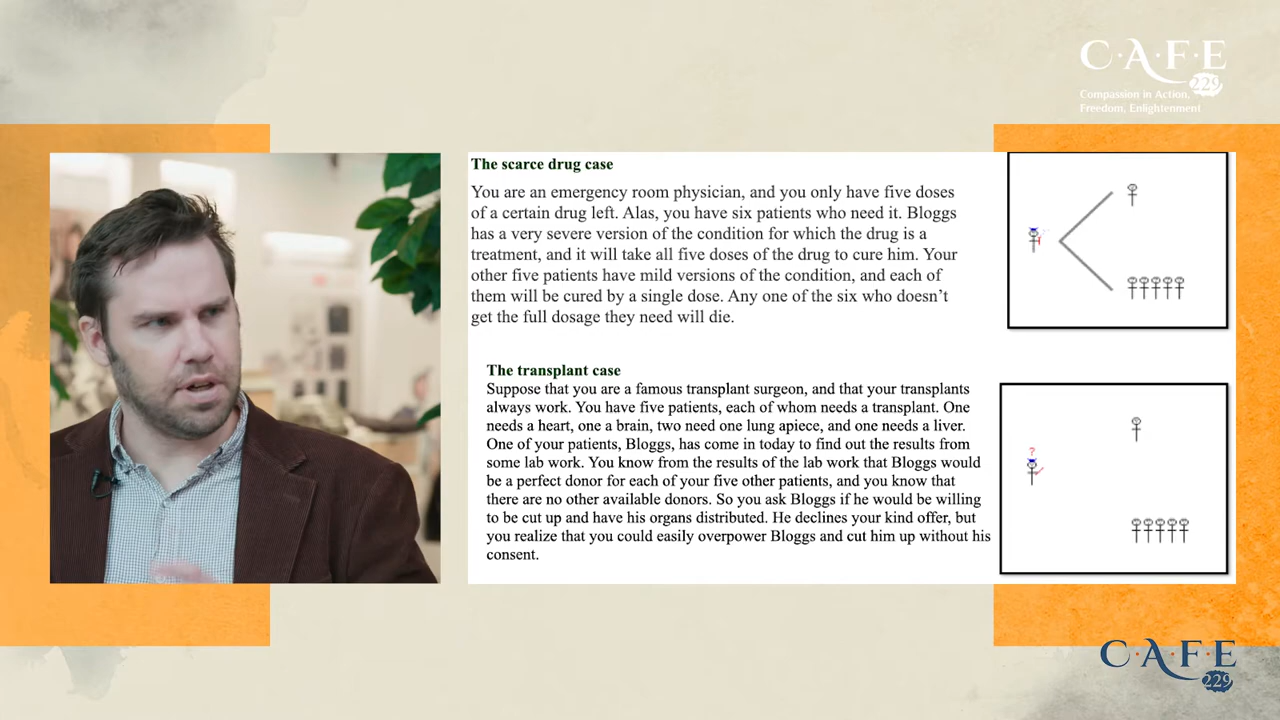 C·A·F·E
229
Compassion in Action,
Freedom, Enlightenment
The scarce drug case
You are an emergency room physician, and you only have five doses
of a certain drug left. Alas, you have six patients who need it. Bloggs
has a very severe version of the condition for which the drug is a
treatment, and it will take all five doses of the drug to cure him. Your
other five patients have mild versions of the condition, and each of
them will be cured by a single dose. Any one of the six who doesn't
get the full dosage they need will die.
The transplant case
Suppose that you are a famous transplant surgeon, and that your transplants
always work. You have five patients, each of whom needs a transplant. One
needs a heart, one a brain, two need one lung apiece, and one needs a liver.
One of your patients, Bloggs, has come in today to find out the results from
some lab work. You know from the results of the lab work that Bloggs would
be a perfect donor for each of your five other patients, and you know that
there are no other available donors. So you ask Bloggs if he would be willing
to be cut up and have his organs distributed. He declines your kind offer, but
you realize that you could easily overpower Bloggs and cut him up without his
consent.
?
C·A·F·E
229